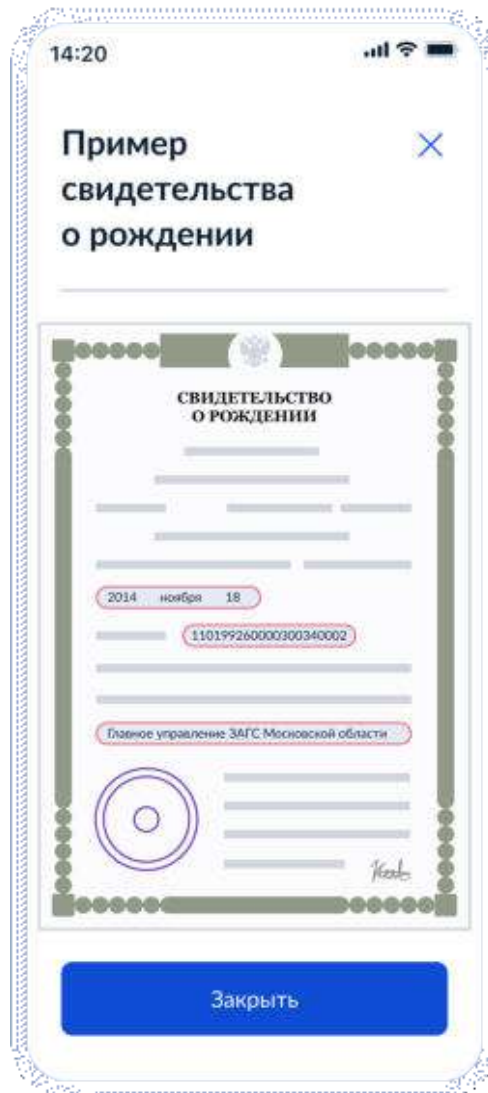 14:20
Пример
свидетельства
о рождении
СВИДЕТЕЛЬСТВО
О РОЖДЕНИИ
2014 ноября 18
110199260000300340002
Главное управление ЗАГС Московской области
Закрыть